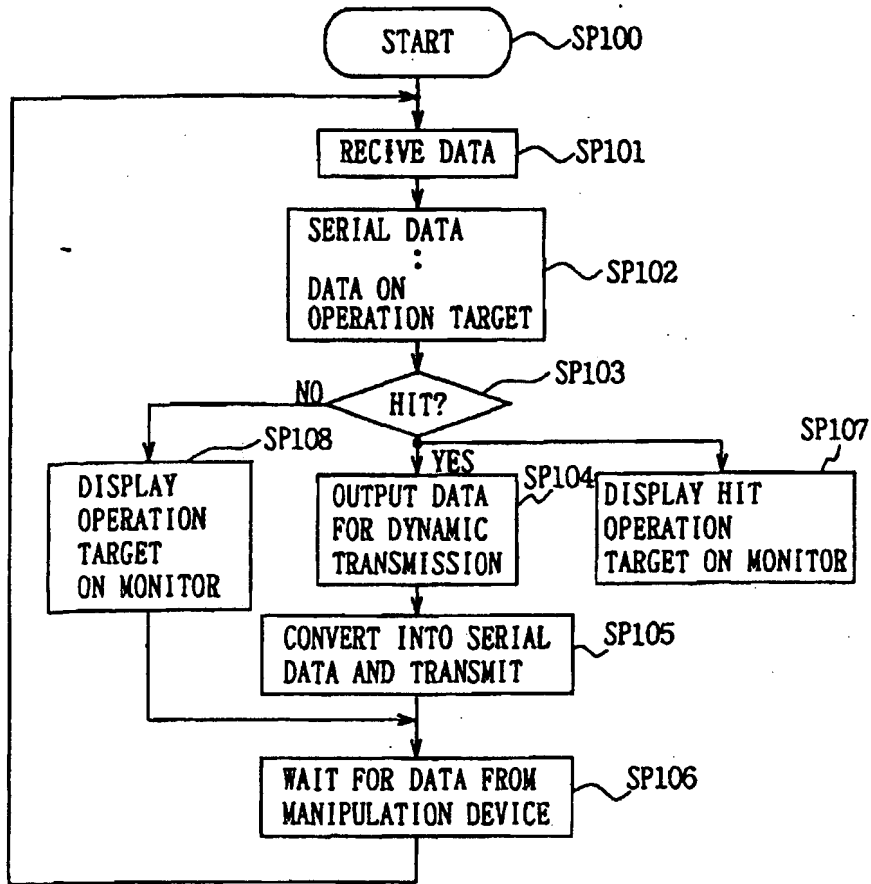 START
SP100
RECIVE DATA
SP101
SERIAL DATA
:
DATA ON
OPERATION TARGET
SP102
HIT?
SP103
NO
YES
SP108
DISPLAY
OPERATION
TARGET
ON MONITOR
SP104
OUTPUT DATA
FOR DYNAMIC
TRANSMISSION
SP107
DISPLAY HIT
OPERATION
TARGET ON MONITOR
CONVERT INTO SERIAL
DATA AND TRANSMIT
SP105
WAIT FOR DATA FROM
MANIPULATION DEVICE
SP106